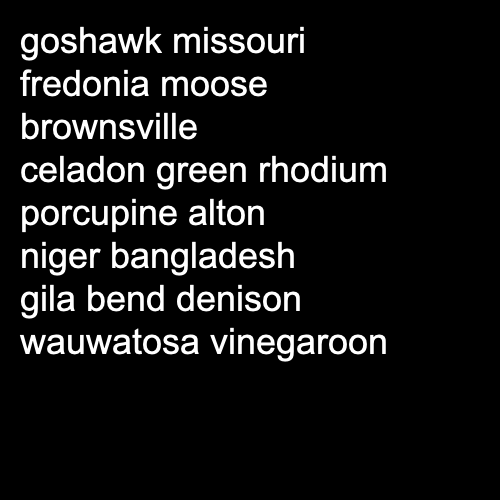 goshawk missouri
fredonia moose
brownsville
celadon green rhodium
porcupine alton
niger bangladesh
gila bend denison
wauwatosa vinegaroon